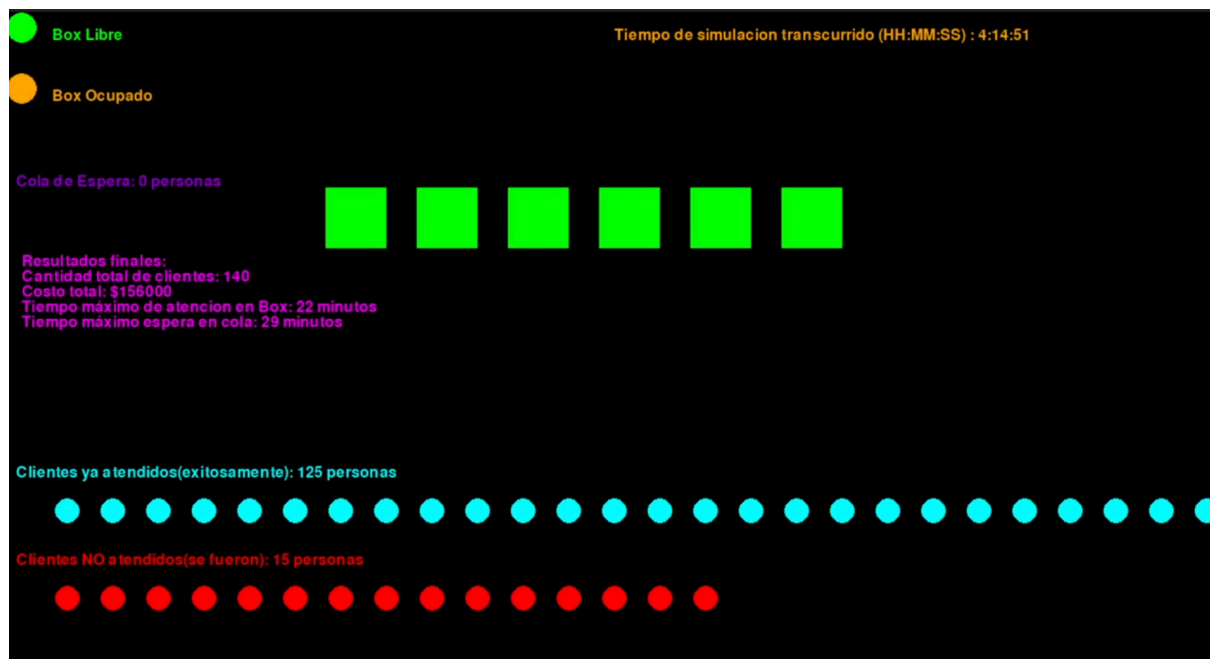 Box Libre
Tiempo de simulacion transcurrido (HH:MM:SS) : 4:14:51
Box Ocupado
Cola de Espera: 0 personas
Resultados finales:
Cantidad total de clientes: 140
Costo total: $156000
Tiempo máximo de atencion en Box: 22 minutos
Tiempo máximo espera en cola: 29 minutos
Clientes ya atendidos(exitosamente): 125 personas
Clientes NO atendidos(se fueron): 15 personas